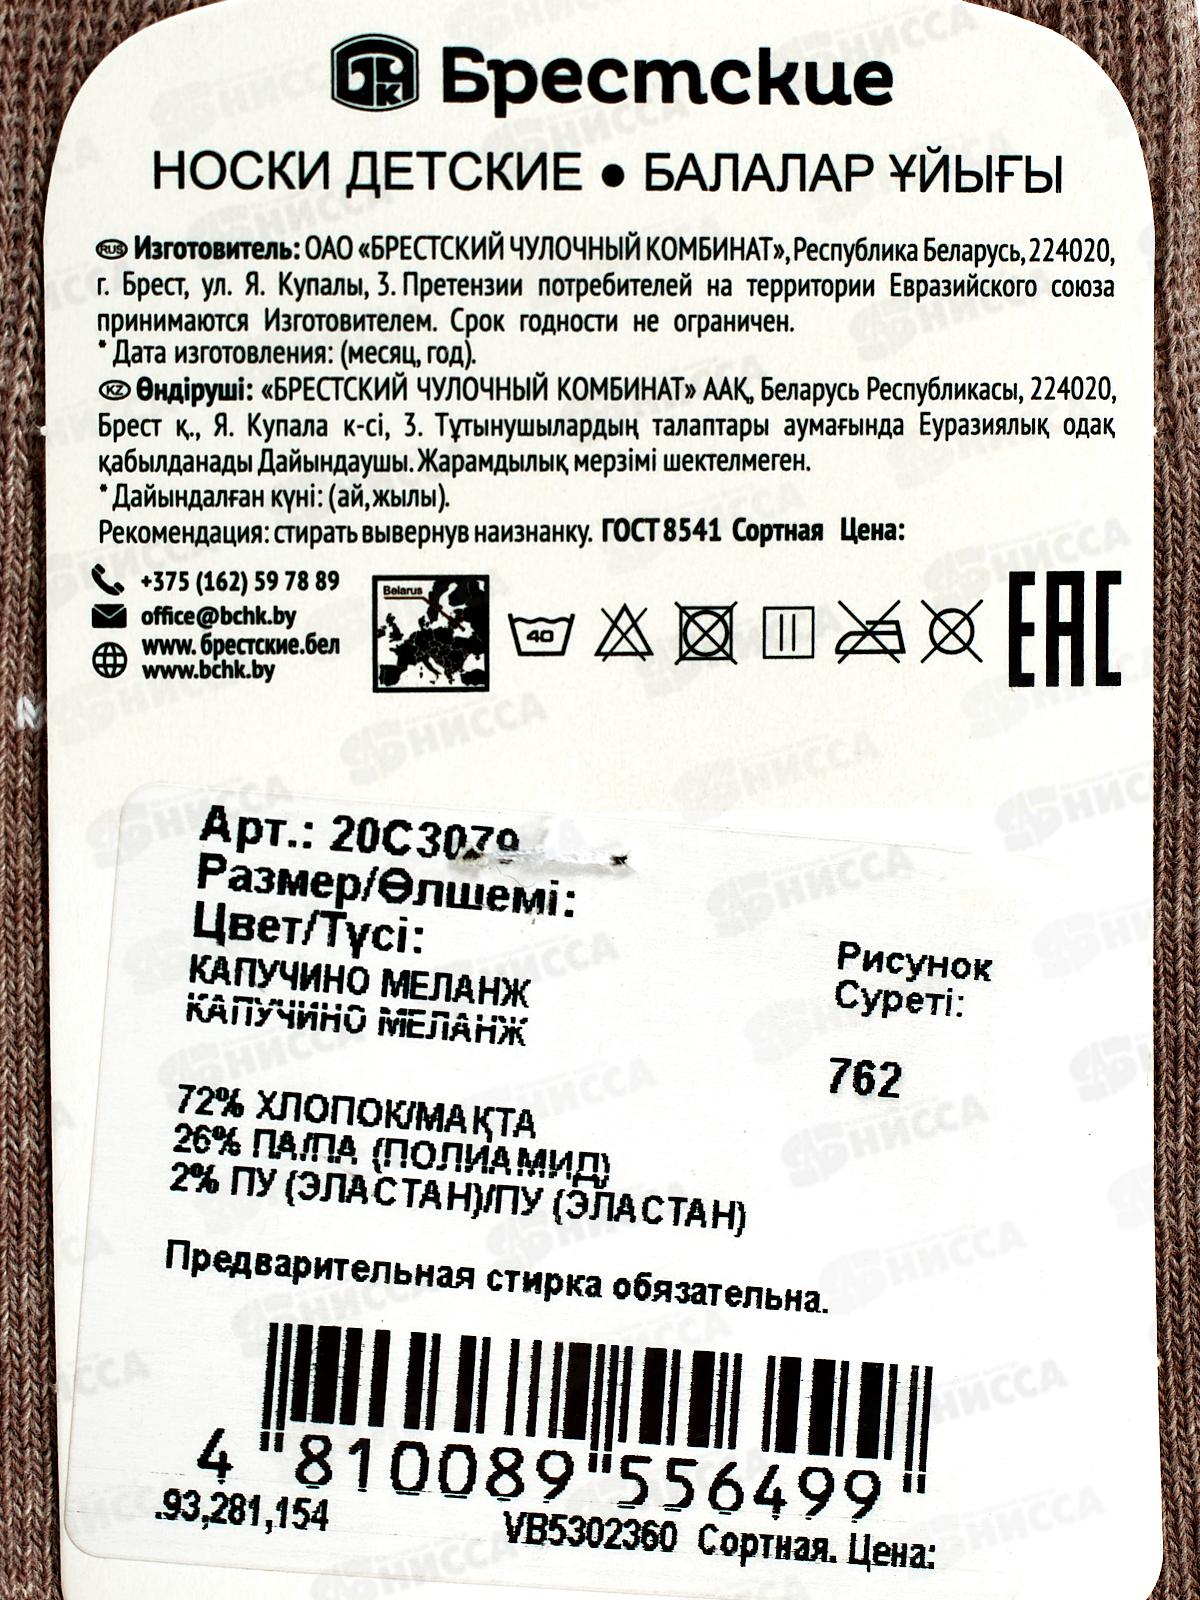 Брестские
НОСКИ ДЕТСКИЕ • БАЛАЛАР ҰЙЫҒЫ
RUS Изготовитель: ОАО «БРЕСТСКИЙ ЧУЛОЧНЫЙ КОМБИНАТ», Республика Беларусь, 224020,
г. Брест, ул. Я. Купалы, 3. Претензии потребителей на территории Евразийского союза
принимаются Изготовителем. Срок годности не ограничен.
* Дата изготовления: (месяц, год).
KZ Өндіруші: «БРЕСТСКИЙ ЧУЛОЧНЫЙ КОМБИНАТ» ААҚ, Беларусь Республикасы, 224020,
Брест қ., Я. Купала к-сі, 3. Тұтынушылардың талаптары аумағында Еуразиялық одақ
қабылданады Дайындаушы. Жарамдылық мерзімі шектелмеген.
* Дайындалған күні: (ай, жылы).
Рекомендация: стирать вывернув наизнанку. ГОСТ 8541 Сортная Цена:
+375 (162) 59 78 89
office@bchk.by
www. брестские.бел
www.bchk.by
Belarus
40
EAC
Арт.: 20С3079
Размер/Өлшемі:
Цвет/Түсі:
КАПУЧИНО МЕЛАНЖ
КАПУЧИНО МЕЛАНЖ
Рисунок
Суреті:
762
72% ХЛОПОК/МАҚТА
26% ПА/ПА (ПОЛИАМИД)
2% ПУ (ЭЛАСТАН)/ПУ (ЭЛАСТАН)
Предварительная стирка обязательна.
4 "810089"556499"
.93,281,154
VB5302360 Сортная. Цена:
НИССА